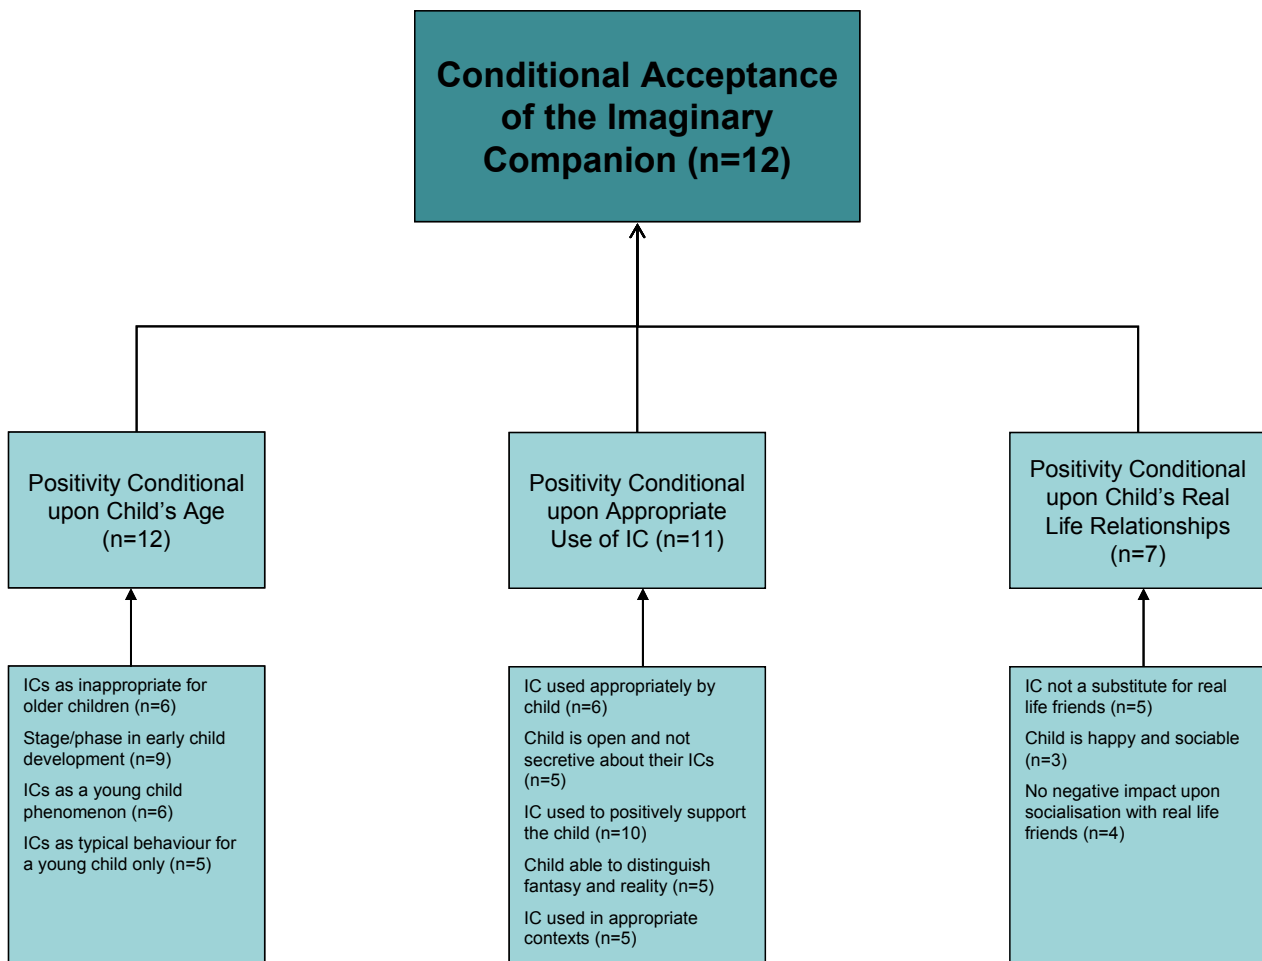 Conditional Acceptance
of the Imaginary
Companion (n=12)
Positivity Conditional
upon Child's Age
(n=12)
Positivity Conditional
upon Appropriate
Use of IC (n=11)
Positivity Conditional
upon Child’s Real
Life Relationships
(n=7)
ICs as inappropriate for
older children (n=6)
Stage/phase in early child
development (n=9)
ICs as a young child
phenomenon (n=6)
ICs as typical behaviour for
a young child only (n=5)
IC used appropriately by
child (n=6)
Child is open and not
secretive about their ICs
(n=5)
IC used to positively support
the child (n=10)
Child able to distinguish
fantasy and reality (n=5)
IC used in appropriate
contexts (n=5)
IC not a substitute for real
life friends (n=5)
Child is happy and sociable
(n=3)
No negative impact upon
socialisation with real life
friends (n=4)